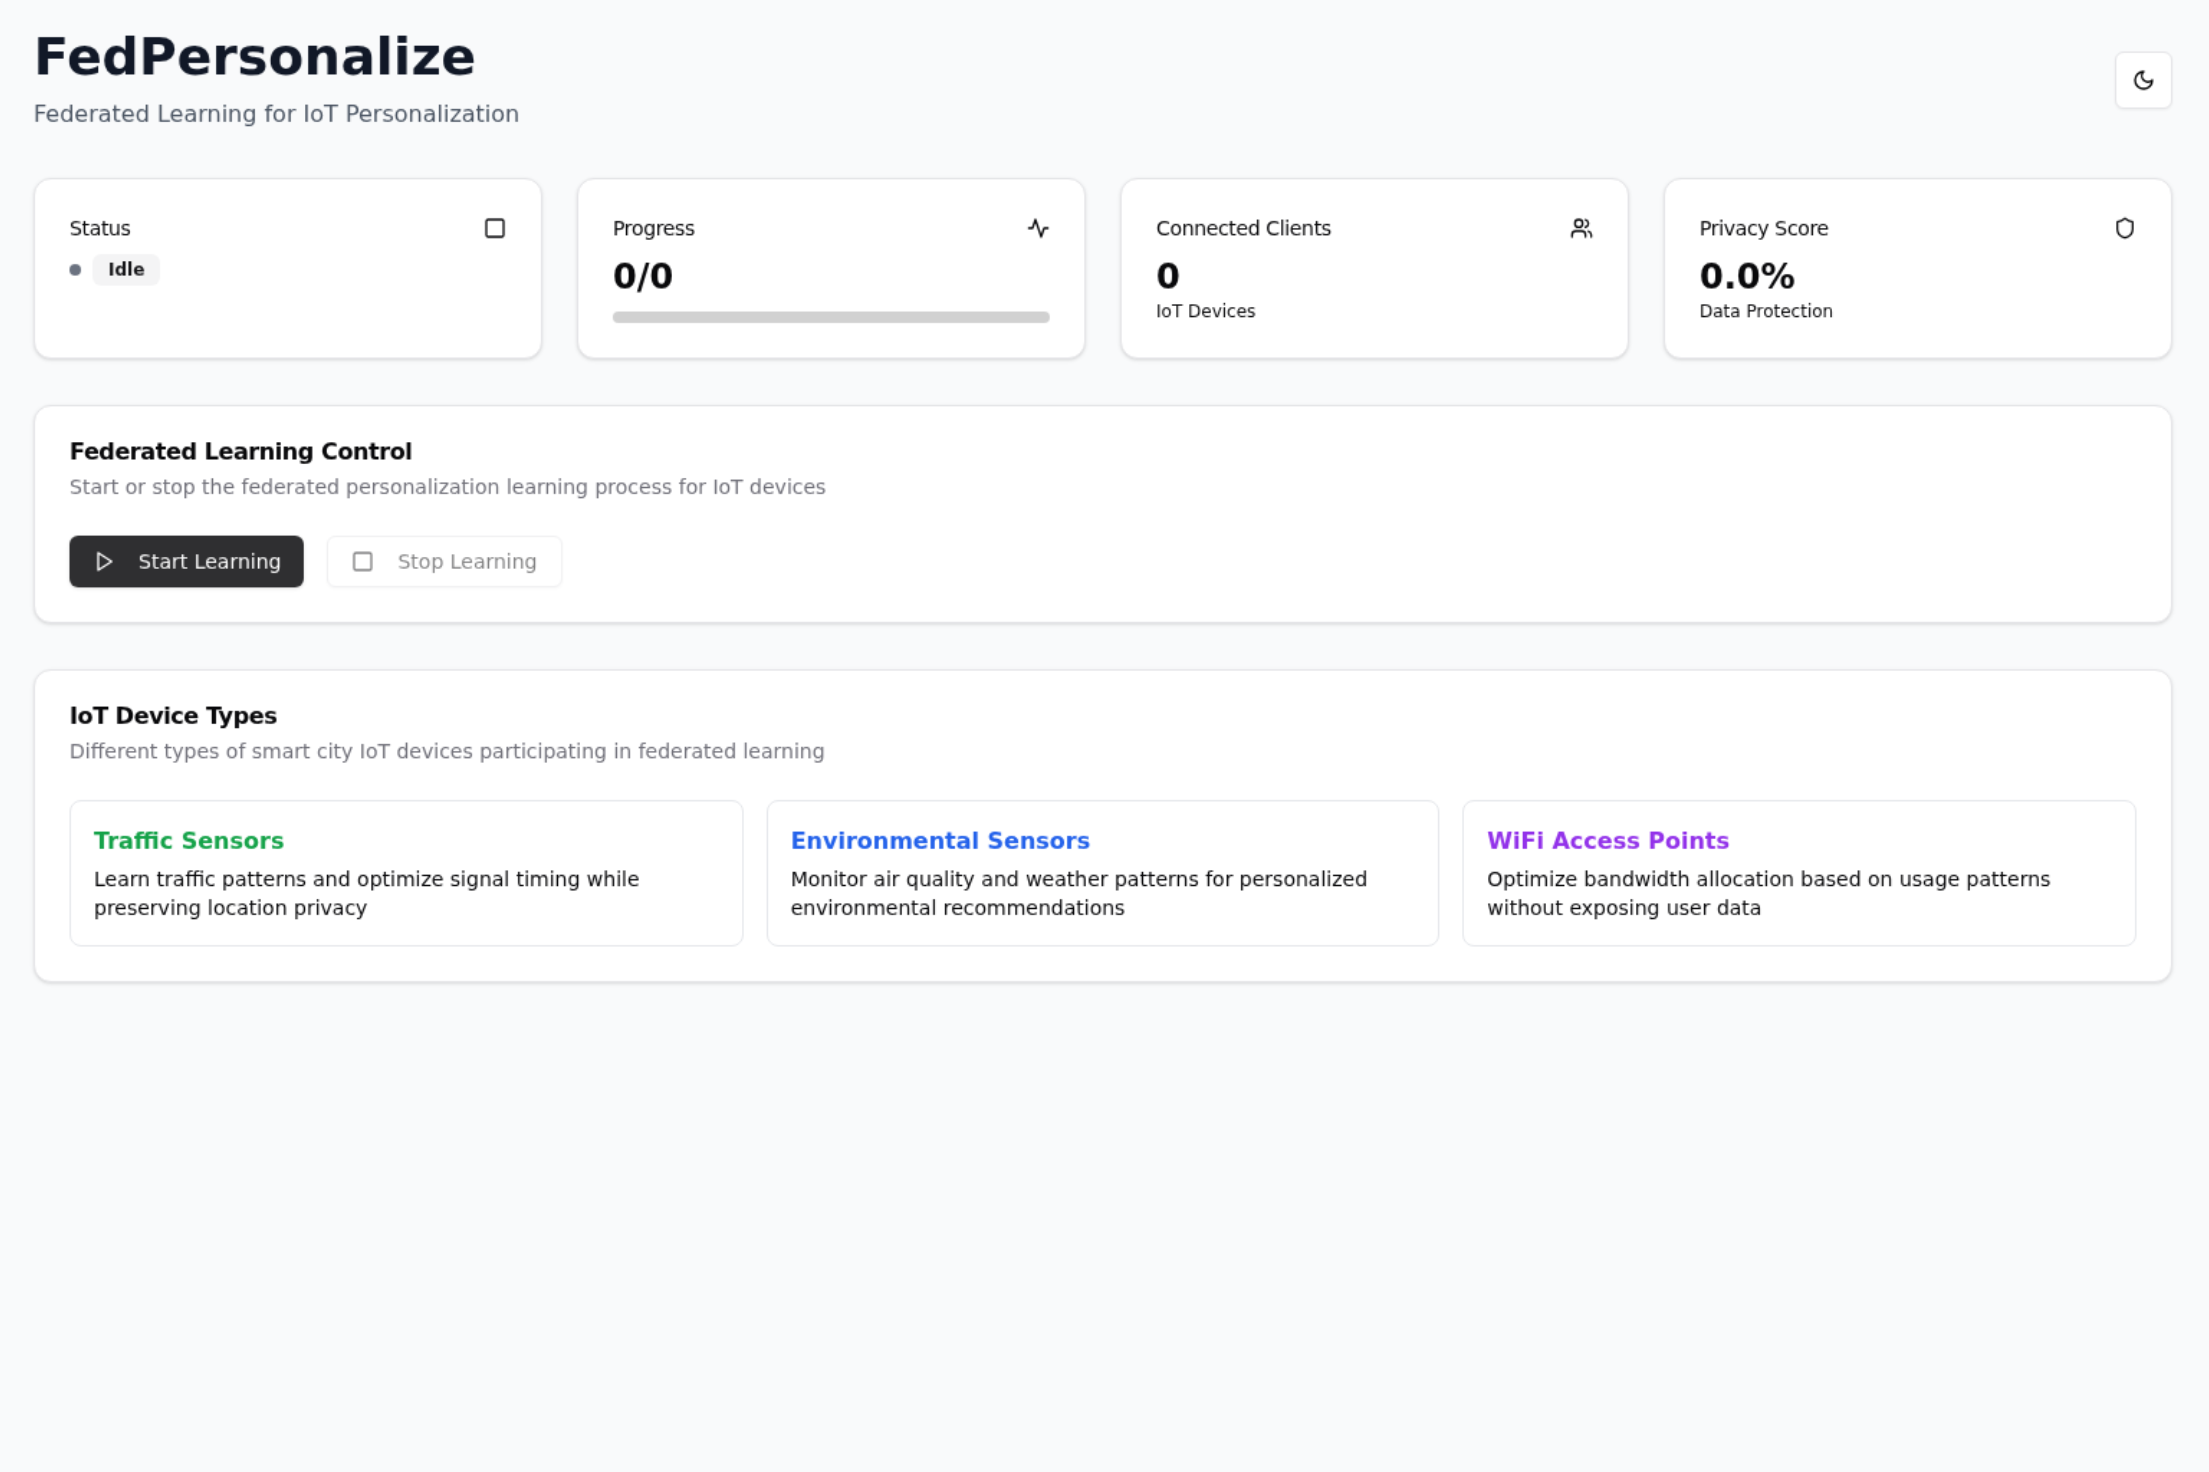 FedPersonalize
Federated Learning for IoT Personalization
Status
Idle
Progress
0/0
Connected Clients
0
IoT Devices
Privacy Score
0.0%
Data Protection
Federated Learning Control
Start or stop the federated personalization learning process for IoT devices
Start Learning
Stop Learning
IoT Device Types
Different types of smart city IoT devices participating in federated learning
Traffic Sensors
Learn traffic patterns and optimize signal timing while
preserving location privacy
Environmental Sensors
Monitor air quality and weather patterns for personalized
environmental recommendations
WiFi Access Points
Optimize bandwidth allocation based on usage patterns
without exposing user data